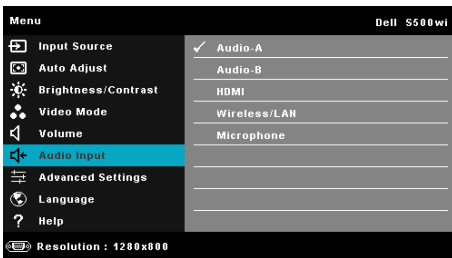 Menu Dell S500wi
Input Source
Auto Adjust
Brightness/Contrast
Video Mode
Volume
Audio Input
Advanced Settings
Language
Help
Audio-A
Audio-B
HDMI
Wireless/LAN
Microphone
Resolution : 1280x800